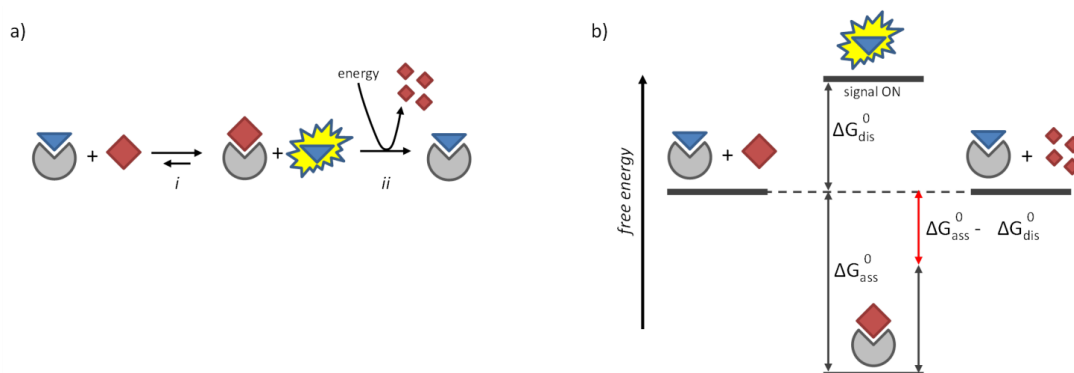 a)
energy
+
+
i
ii
b)
free energy
signal ON
ΔG⁰dis
+
+
ΔG⁰ass - ΔG⁰dis
ΔG⁰ass